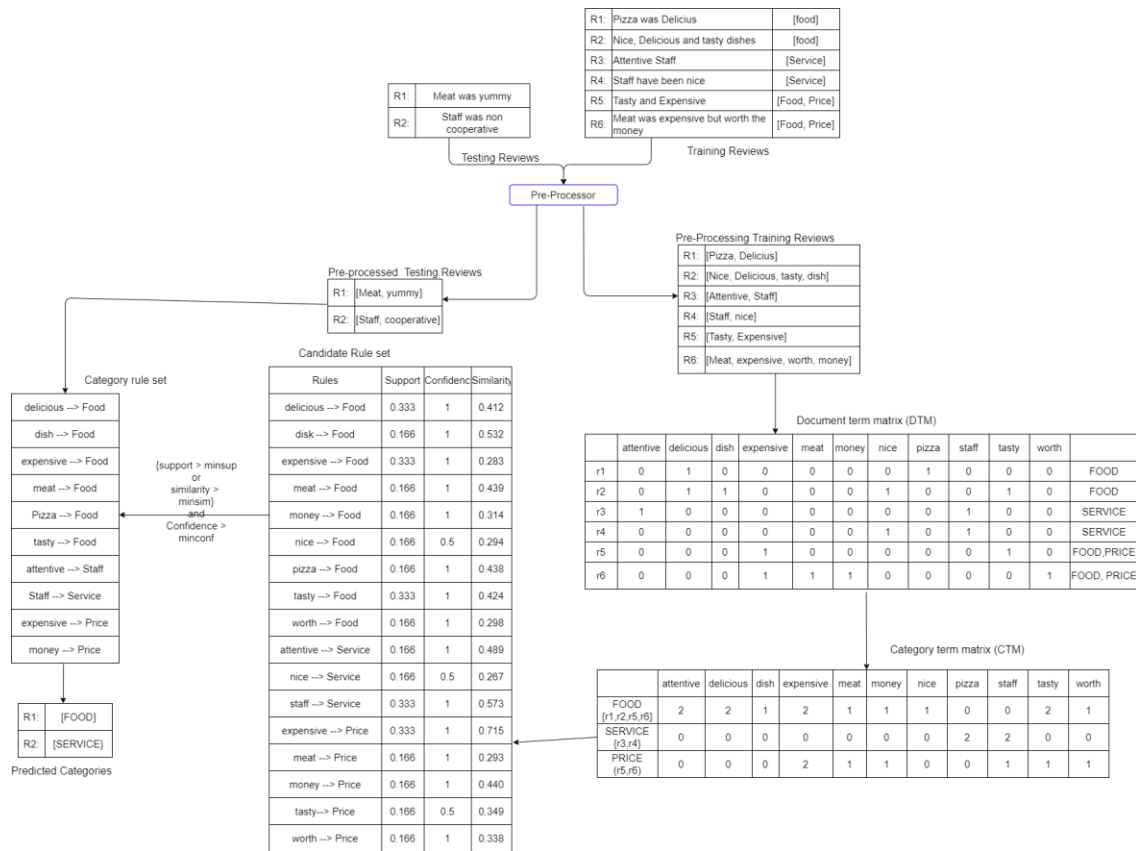 R1: Pizza was Delicius [food]
R2: Nice, Delicious and tasty dishes [food]
R3: Attentive Staff [Service]
R4: Staff have been nice [Service]
R5: Tasty and Expensive [Food, Price]
R6: Meat was expensive but worth the
money [Food, Price]
Training Reviews
R1: Meat was yummy
R2: Staff was non
cooperative
Testing Reviews
Pre-Processor
Pre-Processing Training Reviews
R1: [Pizza, Delicius]
R2: [Nice, Delicious, tasty, dish]
R3: [Attentive, Staff]
R4: [Staff, nice]
R5: [Tasty, Expensive]
R6: [Meat, expensive, worth, money]
Pre-processed Testing Reviews
R1: [Meat, yummy]
R2: [Staff, cooperative]
Document term matrix (DTM)
attentive delicious dish expensive meat money nice pizza staff tasty worth
r1 0 1 0 0 0 0 0 1 0 0 0 FOOD
r2 0 1 1 0 0 0 1 0 0 1 0 FOOD
r3 1 0 0 0 0 0 0 0 1 0 0 SERVICE
r4 0 0 0 0 0 0 1 0 1 0 0 SERVICE
r5 0 0 0 1 0 0 0 0 0 1 0 FOOD,PRICE
r6 0 0 0 1 1 1 0 0 0 0 1 FOOD, PRICE
Category term matrix (CTM)
attentive delicious dish expensive meat money nice pizza staff tasty worth
FOOD
{r1,r2,r5,r6} 2 2 1 2 1 1 1 0 0 2 1
SERVICE
{r3,r4} 0 0 0 0 0 0 0 2 2 0 0
PRICE
(r5,r6) 0 0 0 2 1 1 0 0 1 1 1
Candidate Rule set
Rules Support Confidenc Similarity
delicious --> Food 0.333 1 0.412
disk --> Food 0.166 1 0.532
expensive --> Food 0.333 1 0.283
meat --> Food 0.166 1 0.439
money --> Food 0.166 1 0.314
nice --> Food 0.166 0.5 0.294
pizza --> Food 0.166 1 0.438
tasty --> Food 0.333 1 0.424
worth --> Food 0.166 1 0.298
attentive --> Service 0.166 1 0.489
nice --> Service 0.166 0.5 0.267
staff --> Service 0.333 1 0.573
expensive --> Price 0.333 1 0.715
meat --> Price 0.166 1 0.293
money --> Price 0.166 1 0.440
tasty--> Price 0.166 0.5 0.349
worth --> Price 0.166 1 0.338
{support > minsup
or
similarity >
minsim}
and
Confidence >
minconf
Category rule set
delicious --> Food
dish --> Food
expensive --> Food
meat --> Food
Pizza --> Food
tasty --> Food
attentive --> Staff
Staff --> Service
expensive --> Price
money --> Price
R1: [FOOD]
R2: [SERVICE}
Predicted Categories